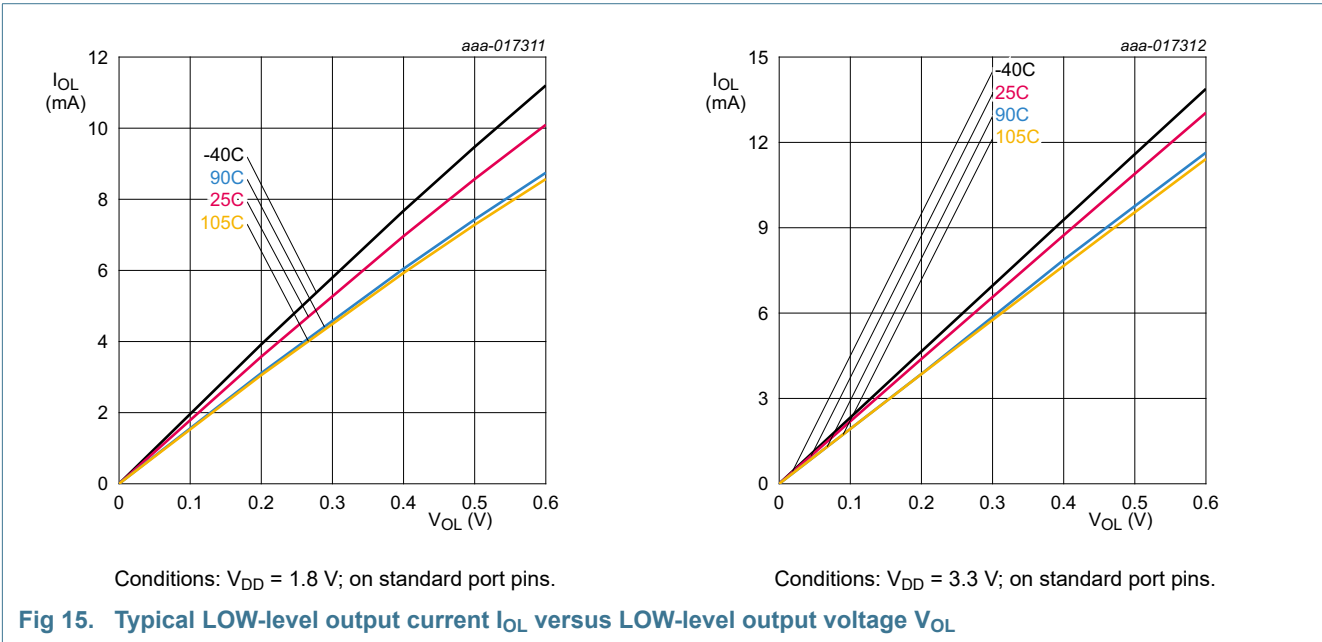 aaa-017311
12
I_OL
(mA)
10
8
6
4
2
0
-40C
90C
25C
105C
0 0.1 0.2 0.3 0.4 0.5 0.6
V_OL (V)
Conditions: V_DD = 1.8 V; on standard port pins.
aaa-017312
15
I_OL
(mA)
12
9
6
3
0
-40C
25C
90C
105C
0 0.1 0.2 0.3 0.4 0.5 0.6
V_OL (V)
Conditions: V_DD = 3.3 V; on standard port pins.
Fig 15. Typical LOW-level output current I_OL versus LOW-level output voltage V_OL